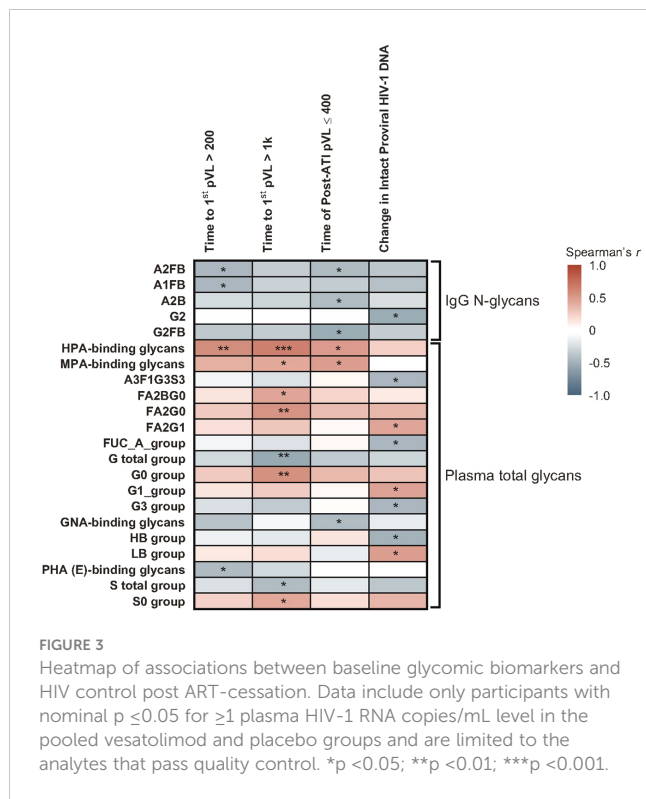 Time to 1st pVL > 200
Time to 1st pVL > 1k
Time of Post-ATI pVL ≤ 400
Change in Intact Proviral HIV-1 DNA
Spearman's r
1.0
0.5
0
-0.5
-1.0
A2FB * *
A1FB *
A2B *
G2 *
G2FB *
IgG N-glycans
HPA-binding glycans ** *** *
MPA-binding glycans * *
A3F1G3S3 *
FA2BG0 *
FA2G0 **
FA2G1 *
FUC_A_group *
G total group **
G0 group **
G1_group *
G3 group *
GNA-binding glycans *
HB group *
LB group *
PHA (E)-binding glycans *
S total group *
S0 group *
Plasma total glycans
FIGURE 3
Heatmap of associations between baseline glycomic biomarkers and
HIV control post ART-cessation. Data include only participants with
nominal p ≤0.05 for ≥1 plasma HIV-1 RNA copies/mL level in the
pooled vesatolimod and placebo groups and are limited to the
analytes that pass quality control. *p <0.05; **p <0.01; ***p <0.001.